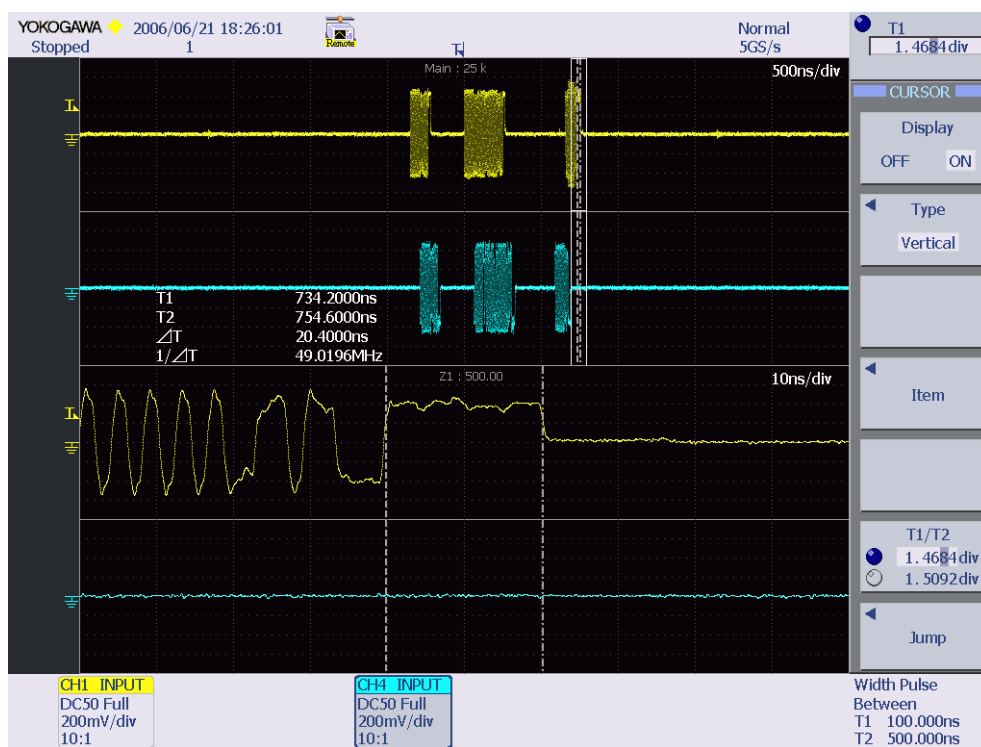 YOKOGAWA 2006/06/21 18:26:01 Normal
Stopped 1 5GS/s
Remote
T
Main : 25 k
500ns/div
T
T1 734.2000ns
T2 754.6000ns
⊿T 20.4000ns
1/⊿T 49.0196MHz
Z1 : 500.00
10ns/div
T
T1
1.4684div
CURSOR
Display
OFF ON
Type
Vertical
Item
T1/T2
1.4684div
1.5092div
Jump
CH1 INPUT
DC50 Full
200mV/div
10:1
CH4 INPUT
DC50 Full
200mV/div
10:1
Width Pulse
Between
T1 100.000ns
T2 500.000ns